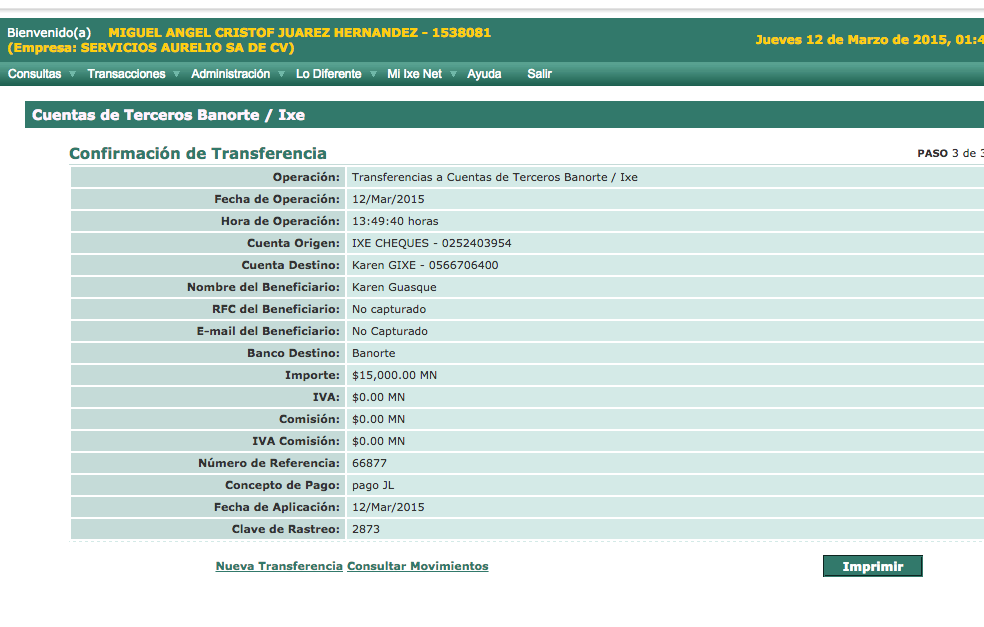 Bienvenido(a) MIGUEL ANGEL CRISTOF JUAREZ HERNANDEZ - 1538081
(Empresa: SERVICIOS AURELIO SA DE CV)
Jueves 12 de Marzo de 2015, 01:4
Consultas Transacciones Administración Lo Diferente Mi Ixe Net Ayuda Salir
Cuentas de Terceros Banorte / Ixe
Confirmación de Transferencia
PASO 3 de 3
Operación: Transferencias a Cuentas de Terceros Banorte / Ixe
Fecha de Operación: 12/Mar/2015
Hora de Operación: 13:49:40 horas
Cuenta Origen: IXE CHEQUES - 0252403954
Cuenta Destino: Karen GIXE - 0566706400
Nombre del Beneficiario: Karen Guasque
RFC del Beneficiario: No capturado
E-mail del Beneficiario: No Capturado
Banco Destino: Banorte
Importe: $15,000.00 MN
IVA: $0.00 MN
Comisión: $0.00 MN
IVA Comisión: $0.00 MN
Número de Referencia: 66877
Concepto de Pago: pago JL
Fecha de Aplicación: 12/Mar/2015
Clave de Rastreo: 2873
Nueva Transferencia Consultar Movimientos
Imprimir